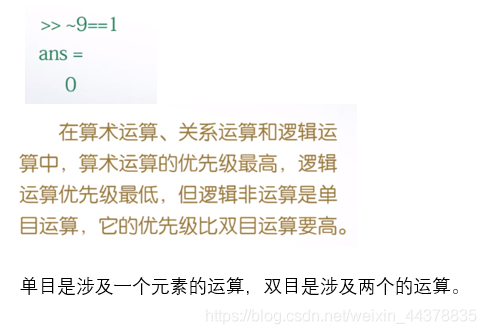 >> ~9==1
ans =
0
在算术运算、关系运算和逻辑运
算中，算术运算的优先级最高，逻辑
运算优先级最低，但逻辑非运算是单
目运算，它的优先级比双目运算要高。
单目是涉及一个元素的运算，双目是涉及两个的运算。
https://blog.csdn.net/weixin_44378835